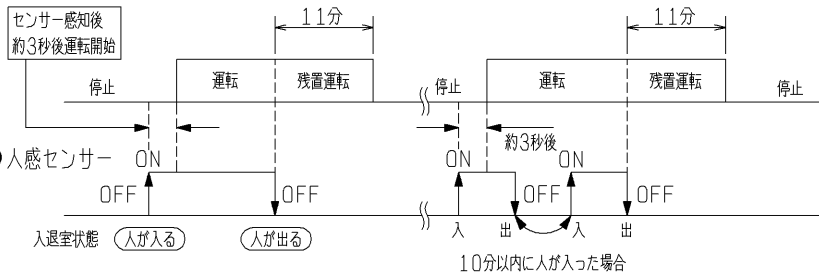 センサー感知後
約3秒後運転開始
11分
11分
停止
運転
残置運転
停止
運転
残置運転
停止
約3秒後
人感センサー
ON
ON
ON
OFF
OFF
OFF
OFF
入退室状態
人が入る
人が出る
入
出
入
出
10分以内に人が入った場合